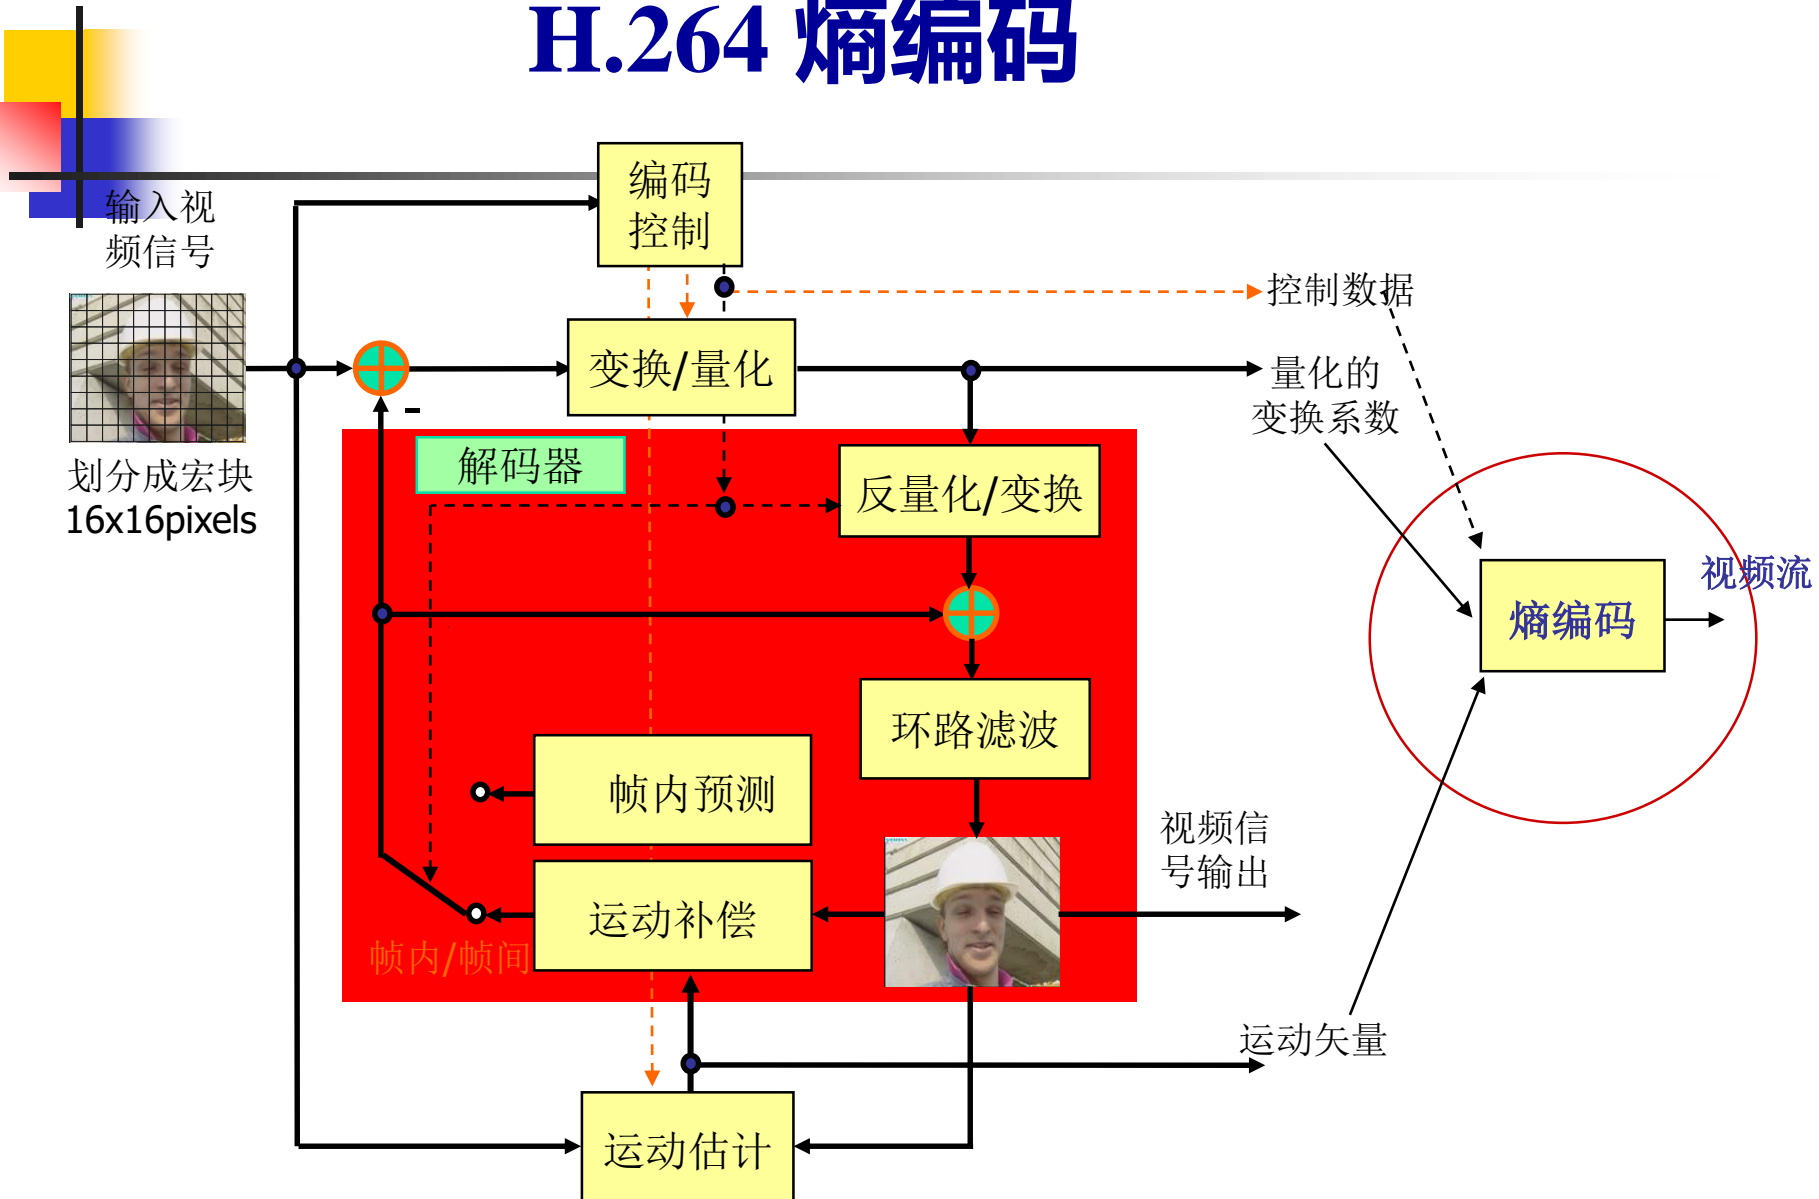 H.264 熵编码
编码
控制
输入视
频信号
控制数据
变换/量化
量化的
变换系数
-
解码器
反量化/变换
划分成宏块
16x16pixels
视频流
熵编码
环路滤波
帧内预测
视频信
号输出
运动补偿
帧内/帧间
运动矢量
运动估计